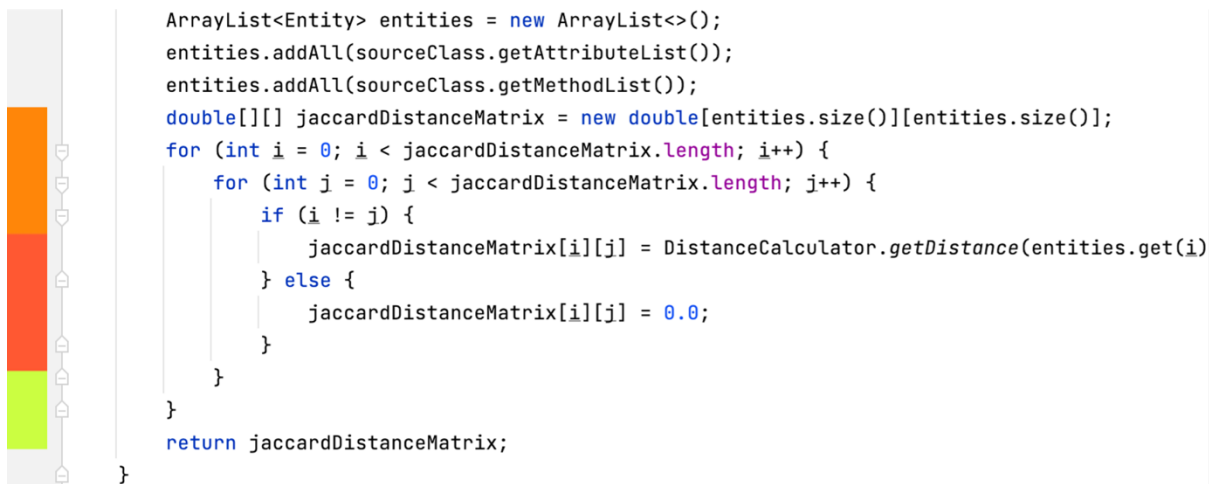 ArrayList<Entity> entities = new ArrayList<>();
entities.addAll(sourceClass.getAttributeList());
entities.addAll(sourceClass.getMethodList());
double[][] jaccardDistanceMatrix = new double[entities.size()][entities.size()];
for (int i = 0; i < jaccardDistanceMatrix.length; i++) {
for (int j = 0; j < jaccardDistanceMatrix.length; j++) {
if (i != j) {
jaccardDistanceMatrix[i][j] = DistanceCalculator.getDistance(entities.get(i)
} else {
jaccardDistanceMatrix[i][j] = 0.0;
}
}
}
return jaccardDistanceMatrix;
}